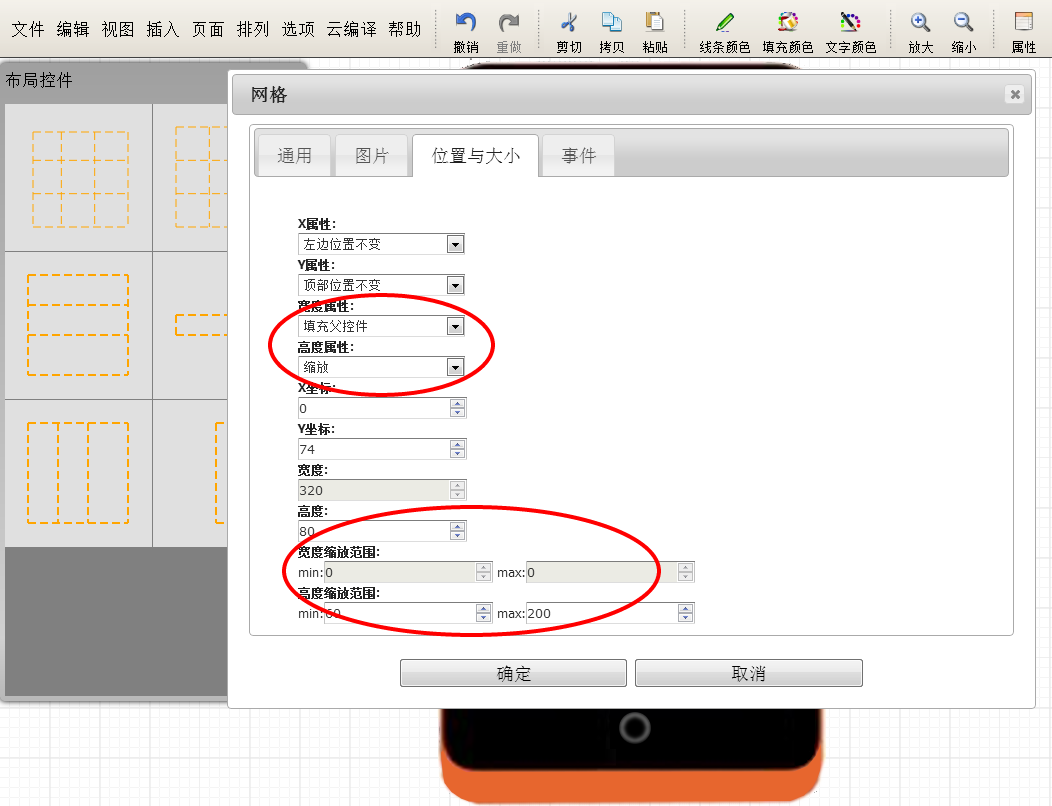 文件 编辑 视图 插入 页面 排列 选项 云编译 帮助
撤销 重做 剪切 拷贝 粘贴 线条颜色 填充颜色 文字颜色 放大 缩小 属性
布局控件
网格
通用 图片 位置与大小 事件
X属性:
左边位置不变
Y属性:
顶部位置不变
宽度属性:
填充父控件
高度属性:
缩放
X坐标:
0
Y坐标:
74
宽度:
320
高度:
80
宽度缩放范围:
min: 0 max: 0
高度缩放范围:
min: 60 max: 200
确定 取消